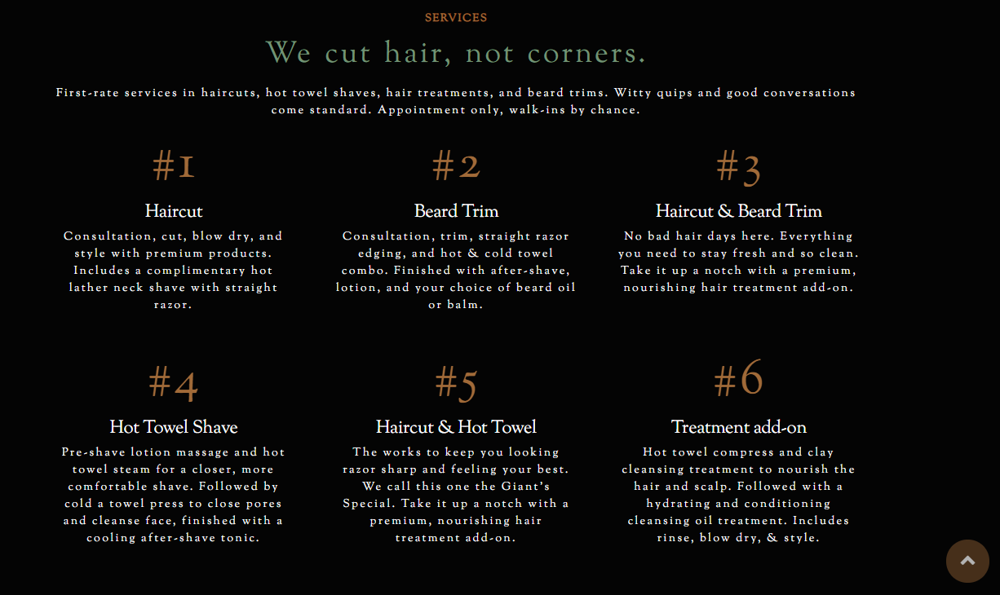 SERVICES
We cut hair, not corners.
First-rate services in haircuts, hot towel shaves, hair treatments, and beard trims. Witty quips and good conversations
come standard. Appointment only, walk-ins by chance.
#1
Haircut
Consultation, cut, blow dry, and
style with premium products.
Includes a complimentary hot
lather neck shave with straight
razor.
#2
Beard Trim
Consultation, trim, straight razor
edging, and hot & cold towel
combo. Finished with after-shave,
lotion, and your choice of beard oil
or balm.
#3
Haircut & Beard Trim
No bad hair days here. Everything
you need to stay fresh and so clean.
Take it up a notch with a premium,
nourishing hair treatment add-on.
#4
Hot Towel Shave
Pre-shave lotion massage and hot
towel steam for a closer, more
comfortable shave. Followed by
cold a towel press to close pores
and cleanse face, finished with a
cooling after-shave tonic.
#5
Haircut & Hot Towel
The works to keep you looking
razor sharp and feeling your best.
We call this one the Giant's
Special. Take it up a notch with a
premium, nourishing hair
treatment add-on.
#6
Treatment add-on
Hot towel compress and clay
cleansing treatment to nourish the
hair and scalp. Followed with a
hydrating and conditioning
cleansing oil treatment. Includes
rinse, blow dry, & style.